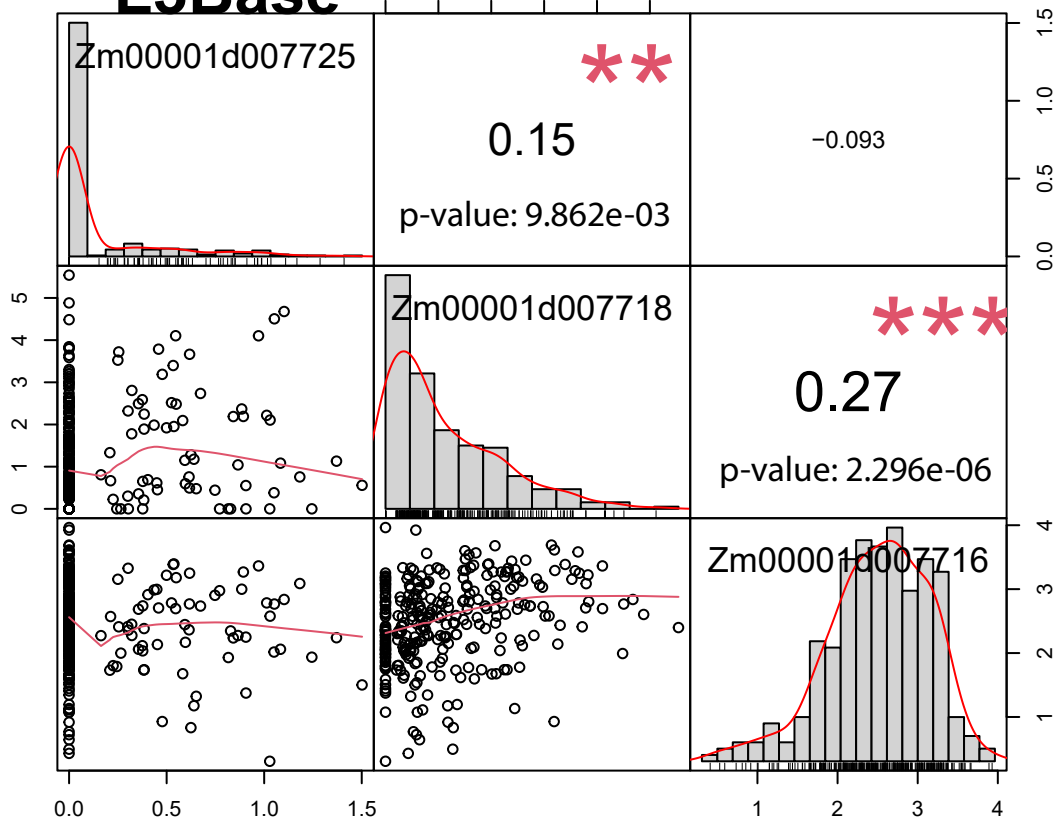 L3Base
Zm00001d007725
**
0.15
p-value: 9.862e-03
−0.093
0.0 0.5 1.0 1.5
Zm00001d007718
***
0.27
p-value: 2.296e-06
0 1 2 3 4 5
Zm00001d007716
1 2 3 4
0.0 0.5 1.0 1.5
1 2 3 4